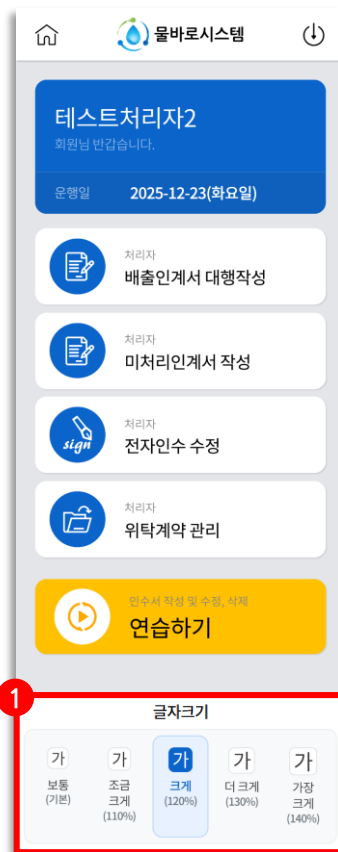 물바로시스템
테스트처리자2
회원님 반갑습니다.
운행일 2025-12-23(화요일)
처리자
배출인계서 대행작성
처리자
미처리인계서 작성
sign
처리자
전자인수 수정
처리자
위탁계약 관리
인수서 작성 및 수정, 삭제
연습하기
1
글자크기
가 가 가 가 가
보통 조금 크게 더 크게 가장
(기본) 크게 (120%) (130%) 크게
(110%) (140%)